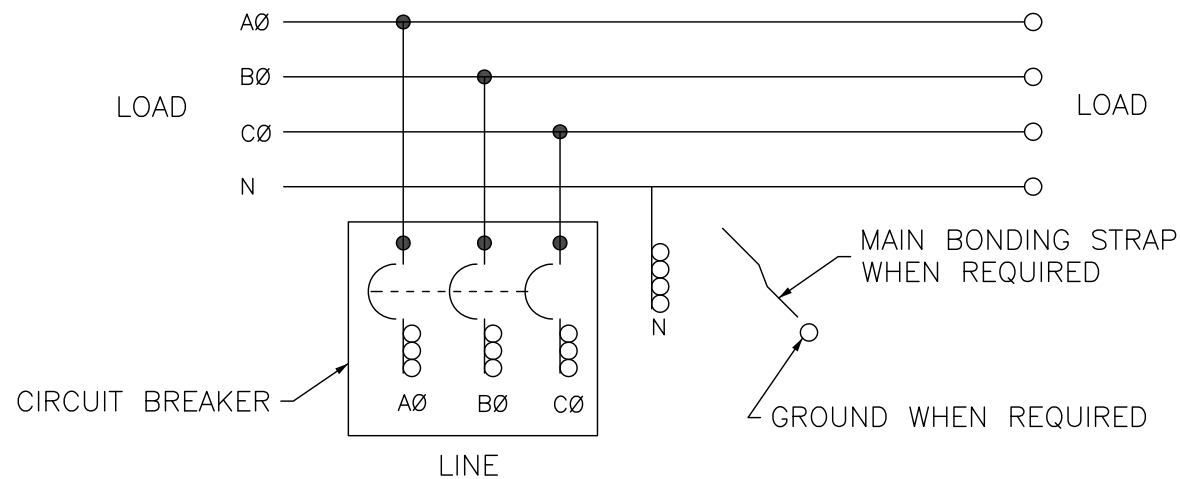 AØ
BØ
LOAD
LOAD
CØ
N
MAIN BONDING STRAP
WHEN REQUIRED
N
CIRCUIT BREAKER
AØ
BØ
CØ
GROUND WHEN REQUIRED
LINE